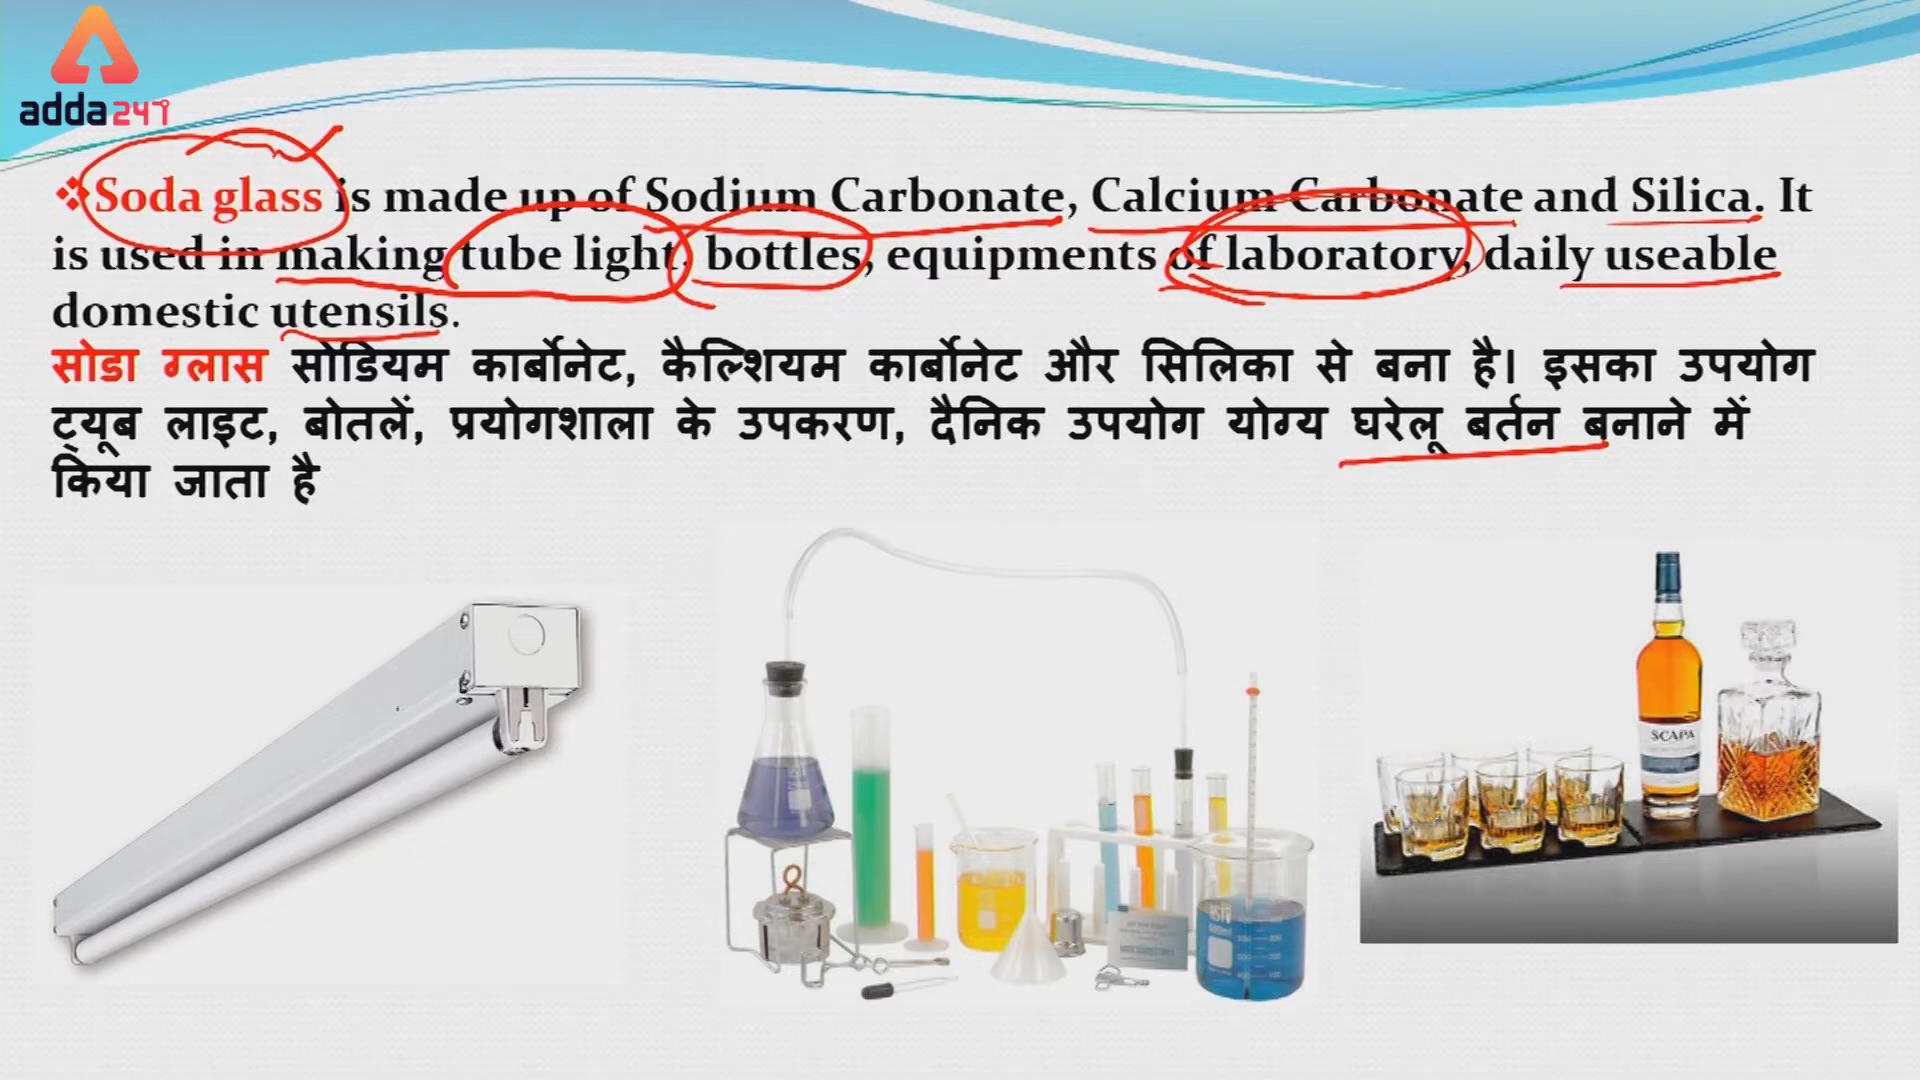 adda247
❖Soda glass is made up of Sodium Carbonate, Calcium Carbonate and Silica. It
is used in making tube light, bottles, equipments of laboratory, daily useable
domestic utensils.
सोडा ग्लास सोडियम कार्बोनेट, कैल्शियम कार्बोनेट और सिलिका से बना है। इसका उपयोग
ट्यूब लाइट, बोतलें, प्रयोगशाला के उपकरण, दैनिक उपयोग योग्य घरेलू बर्तन बनाने में
किया जाता है
SCAPA